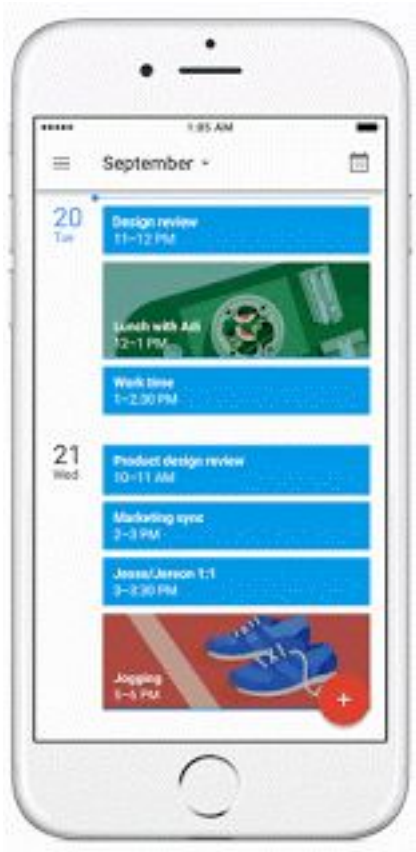 1:05 AM
September
20
Tue
Design review
11–12 PM
Lunch with Adi
12–1 PM
Work time
1–2:30 PM
21
Wed
Product design review
10–11 AM
Marketing sync
2–3 PM
1:1
3–3:30 PM
Jogging
5–6 PM